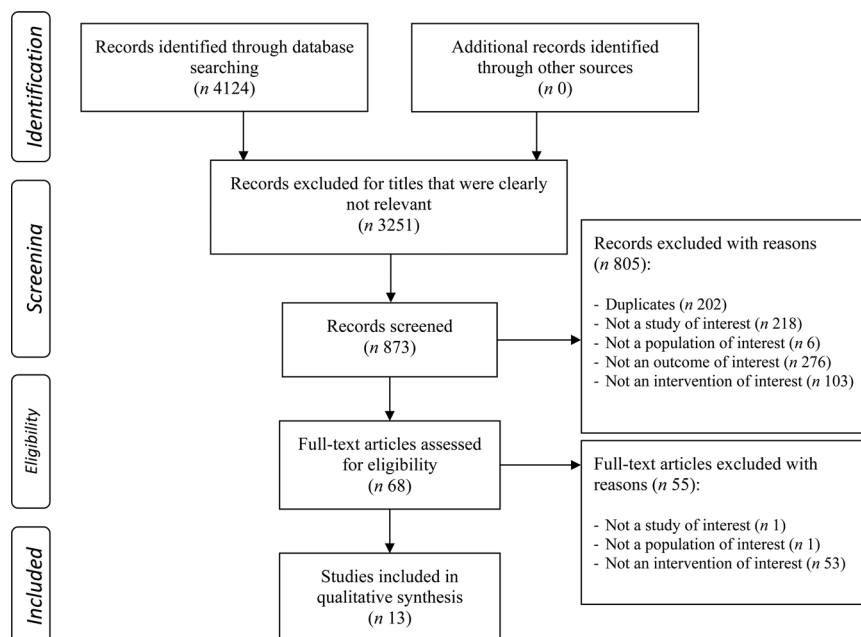 Identification
Records identified through database
searching
(n 4124)
Additional records identified
through other sources
(n 0)
Screenina
Records excluded for titles that were clearly
not relevant
(n 3251)
Records screened
(n 873)
Records excluded with reasons
(n 805):
- Duplicates (n 202)
- Not a study of interest (n 218)
- Not a population of interest (n 6)
- Not an outcome of interest (n 276)
- Not an intervention of interest (n 103)
Eligibility
Full-text articles assessed
for eligibility
(n 68)
Full-text articles excluded with
reasons (n 55):
- Not a study of interest (n 1)
- Not a population of interest (n 1)
- Not an intervention of interest (n 53)
Included
Studies included in
qualitative synthesis
(n 13)